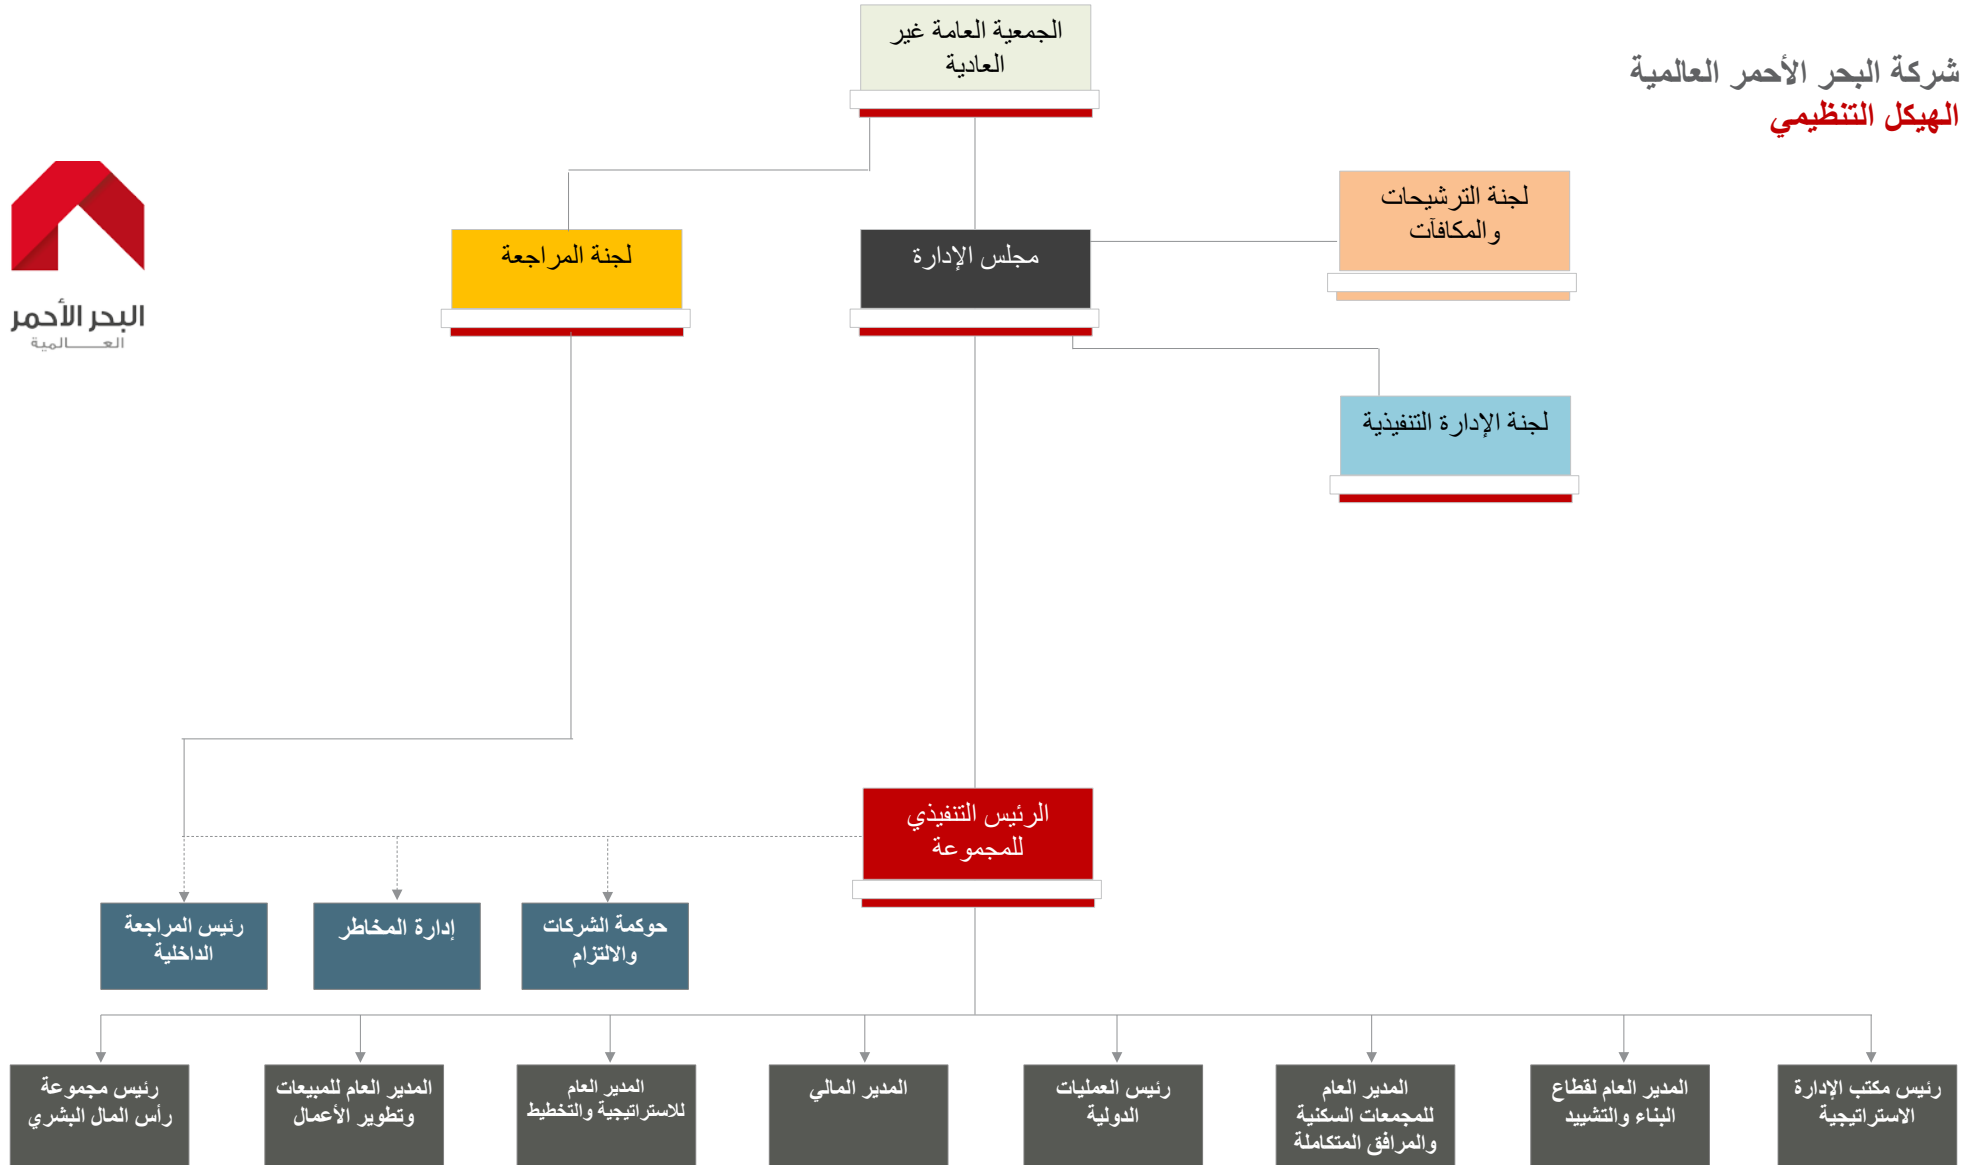 شركة البحر الأحمر العالمية
الهيكل التنظيمي
البحر الأحمر
العـــــالمية
الجمعية العامة غير
العادية
لجنة الترشيحات
والمكافآت
مجلس الإدارة
لجنة المراجعة
لجنة الإدارة التنفيذية
الرئيس التنفيذي
للمجموعة
حوكمة الشركات
والالتزام
إدارة المخاطر
رئيس المراجعة
الداخلية
رئيس مكتب الإدارة
الاستراتيجية
المدير العام لقطاع
البناء والتشييد
المدير العام
للمجمعات السكنية
والمرافق المتكاملة
رئيس العمليات
الدولية
المدير المالي
المدير العام
للاستراتيجية والتخطيط
المدير العام للمبيعات
وتطوير الأعمال
رئيس مجموعة
رأس المال البشري